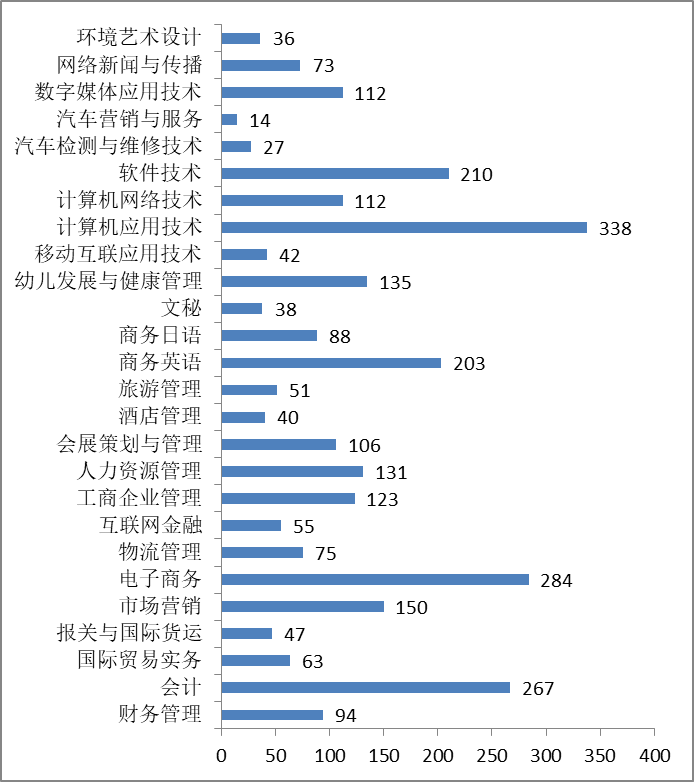 环境艺术设计 36
网络新闻与传播 73
数字媒体应用技术 112
汽车营销与服务 14
汽车检测与维修技术 27
软件技术 210
计算机网络技术 112
计算机应用技术 338
移动互联应用技术 42
幼儿发展与健康管理 135
文秘 38
商务日语 88
商务英语 203
旅游管理 51
酒店管理 40
会展策划与管理 106
人力资源管理 131
工商企业管理 123
互联网金融 55
物流管理 75
电子商务 284
市场营销 150
报关与国际货运 47
国际贸易实务 63
会计 267
财务管理 94
0 50 100 150 200 250 300 350 400